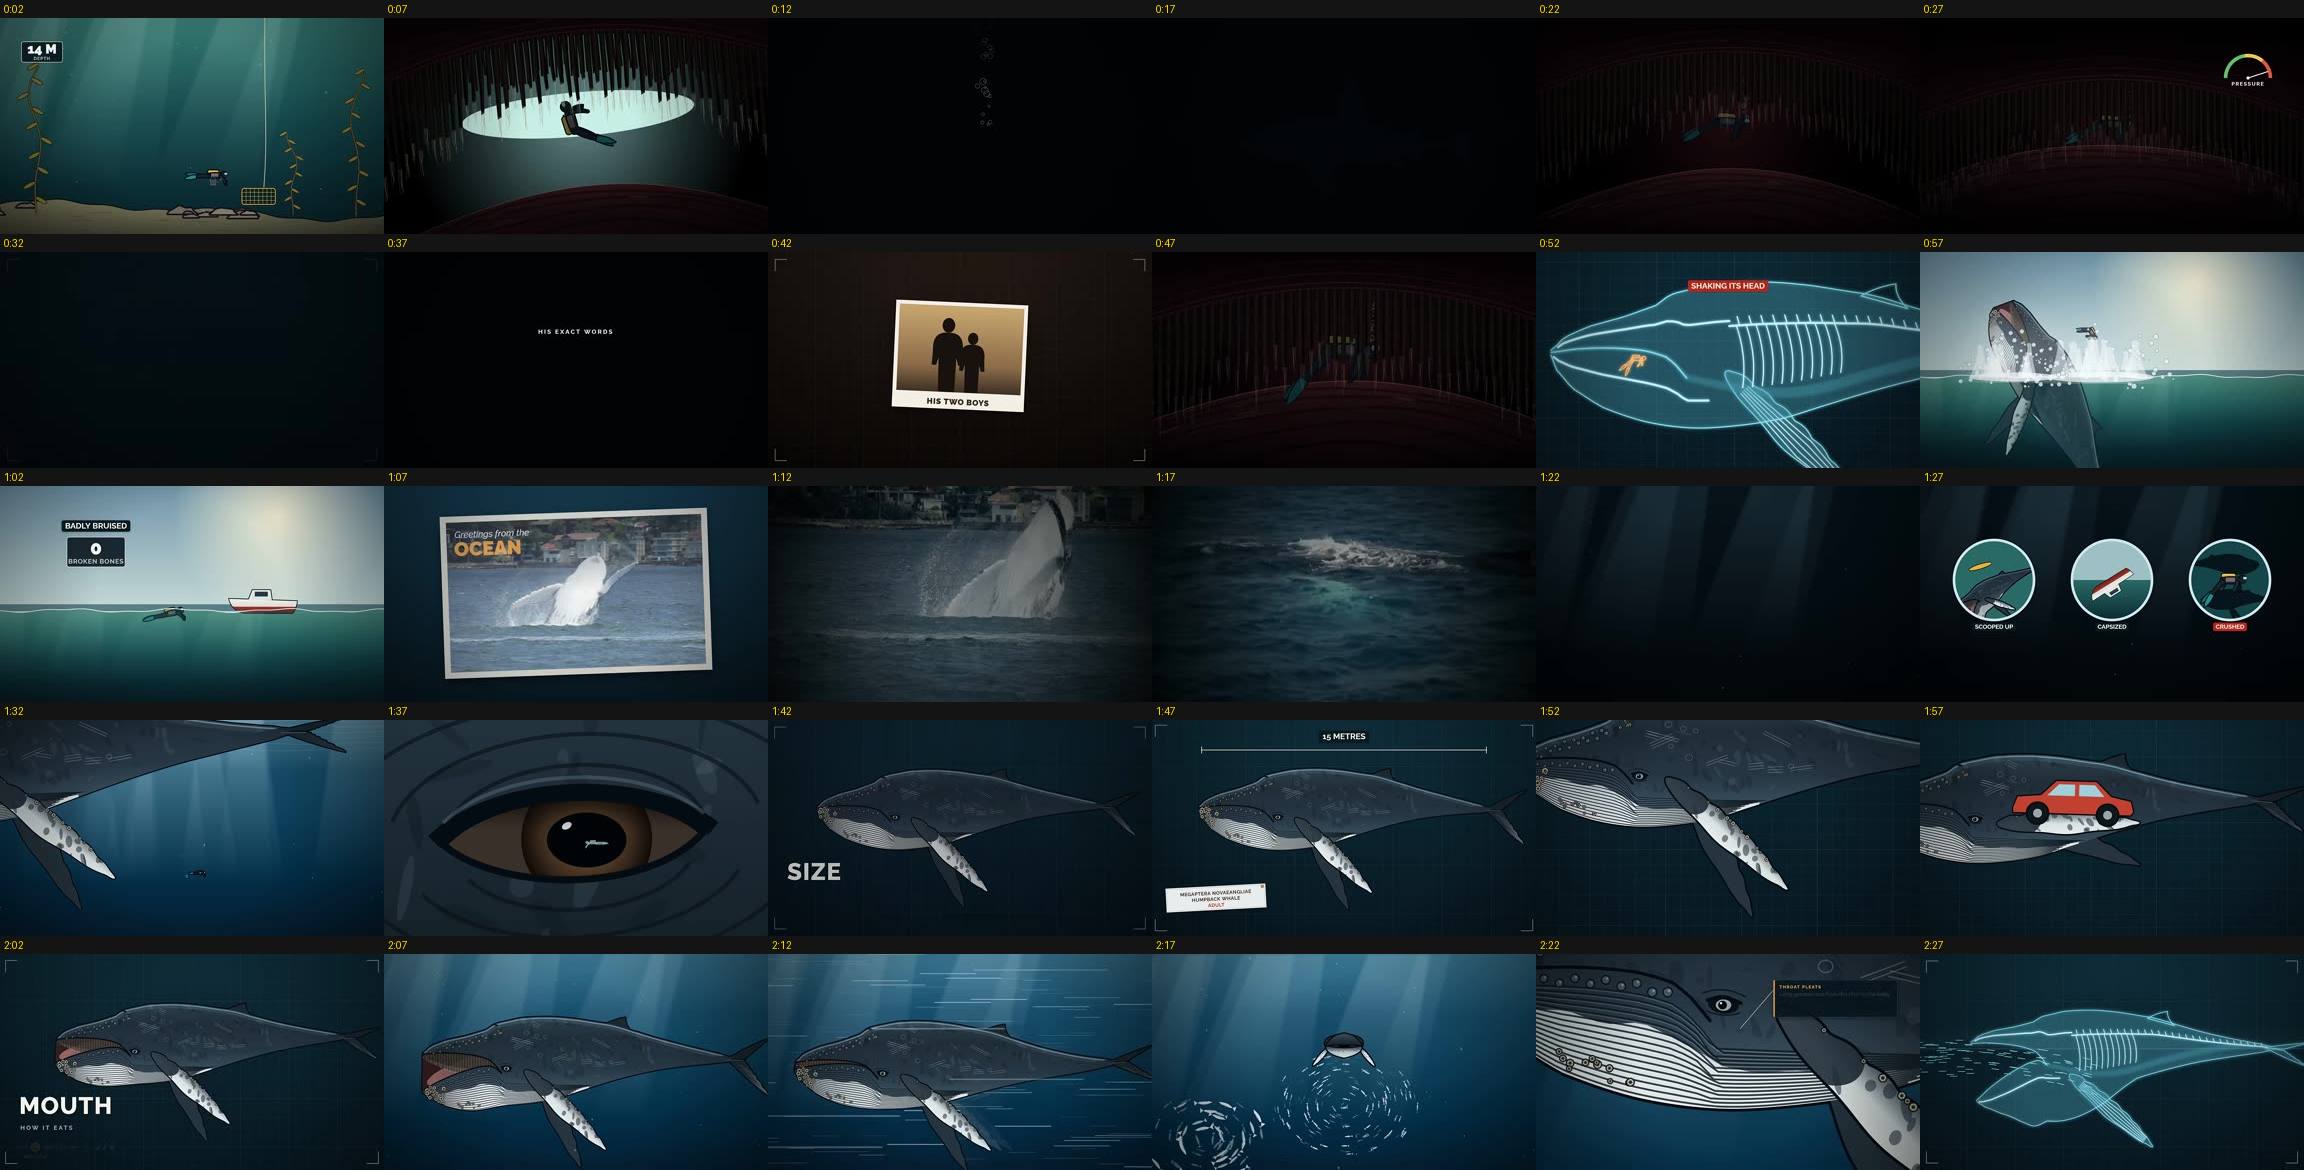 0:02
0:07
0:12
0:17
0:22
0:27
14 M
DEPTH
PRESSURE
0:32
0:37
0:42
0:47
0:52
0:57
HIS EXACT WORDS
HIS TWO BOYS
SHAKING ITS HEAD
1:02
1:07
1:12
1:17
1:22
1:27
BADLY BRUISED
0
BROKEN BONES
Greetings from the
OCEAN
SCOOPED UP
CAPSIZED
CRUSHED
1:32
1:37
1:42
1:47
1:52
1:57
SIZE
15 METRES
MEGAPTERA NOVAEANGLIAE
HUMPBACK WHALE
ADULT
2:02
2:07
2:12
2:17
2:22
2:27
MOUTH
HOW IT EATS
THROAT PLEATS